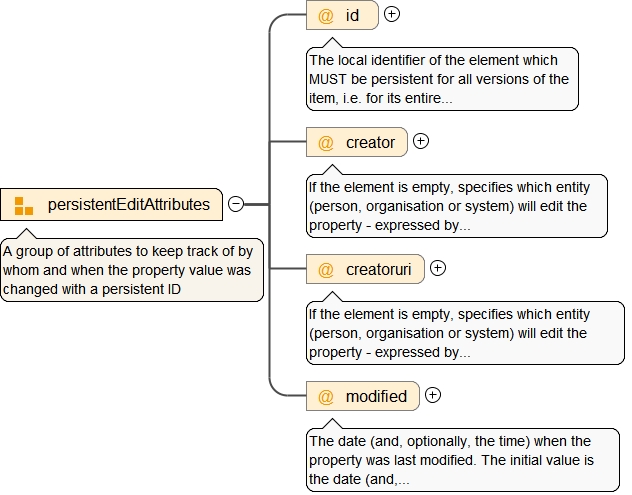 @ id
The local identifier of the element which
MUST be persistent for all versions of the
item, i.e. for its entire...
@ creator
If the element is empty, specifies which entity
(person, organisation or system) will edit the
property - expressed by...
persistentEditAttributes
A group of attributes to keep track of by
whom and when the property value was
changed with a persistent ID
@ creatoruri
If the element is empty, specifies which entity
(person, organisation or system) will edit the
property - expressed by...
@ modified
The date (and, optionally, the time) when the
property was last modified. The initial value is
the date (and,...